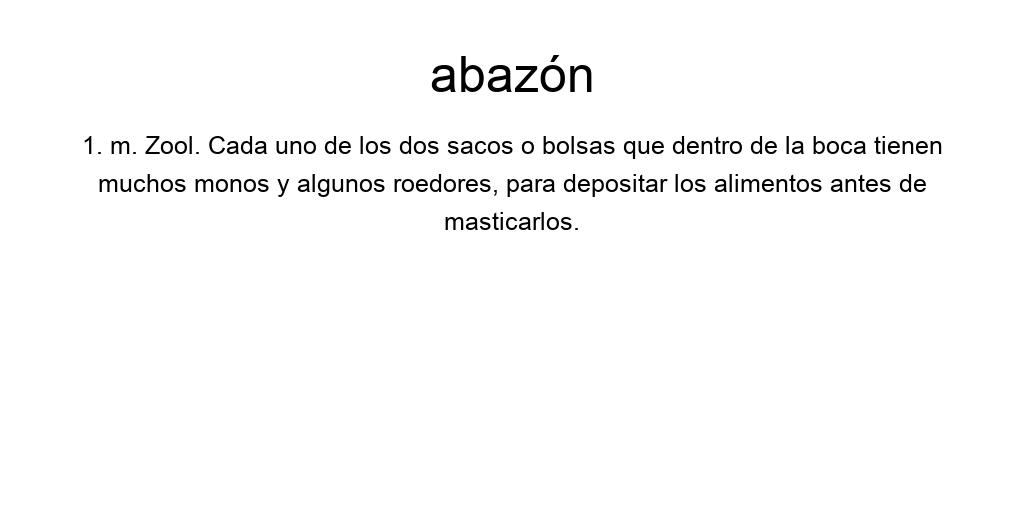 abazón
1. m. Zool. Cada uno de los dos sacos o bolsas que dentro de la boca tienen
muchos monos y algunos roedores, para depositar los alimentos antes de
masticarlos.